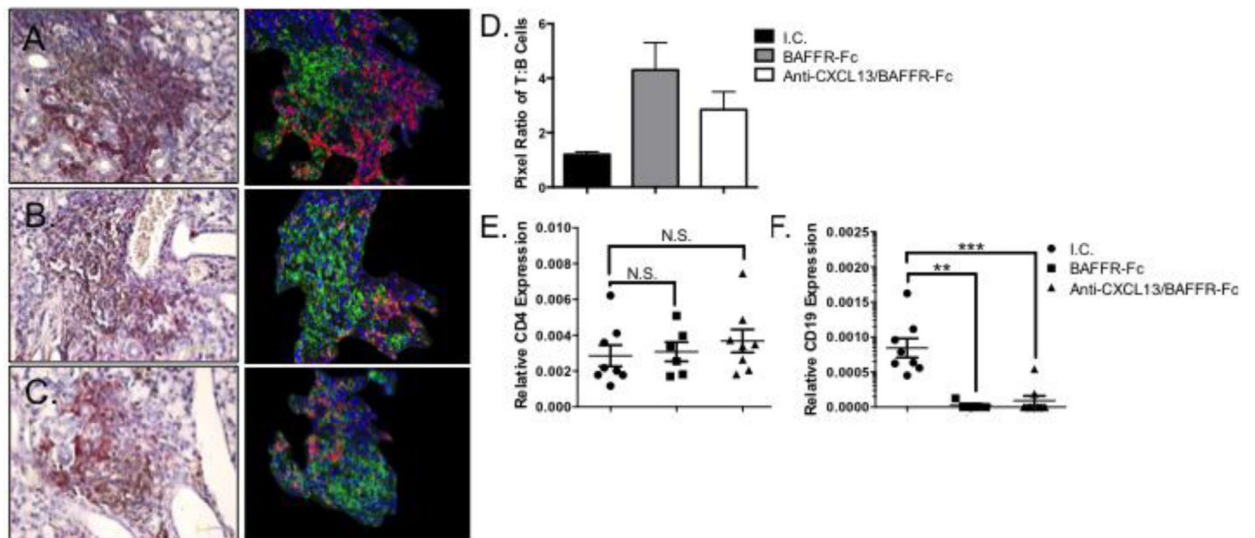 A
B.
C.
D.
Pixel Ratio of T:B Cells
6
4
2
0
I.C.
BAFFR-Fc
Anti-CXCL13/BAFFR-Fc
E.
Relative CD4 Expression
0.010
0.008
0.006
0.004
0.002
0.000
N.S.
N.S.
F.
Relative CD19 Expression
0.0025
0.0020
0.0015
0.0010
0.0005
0.0000
***
**
I.C.
BAFFR-Fc
Anti-CXCL13/BAFFR-Fc